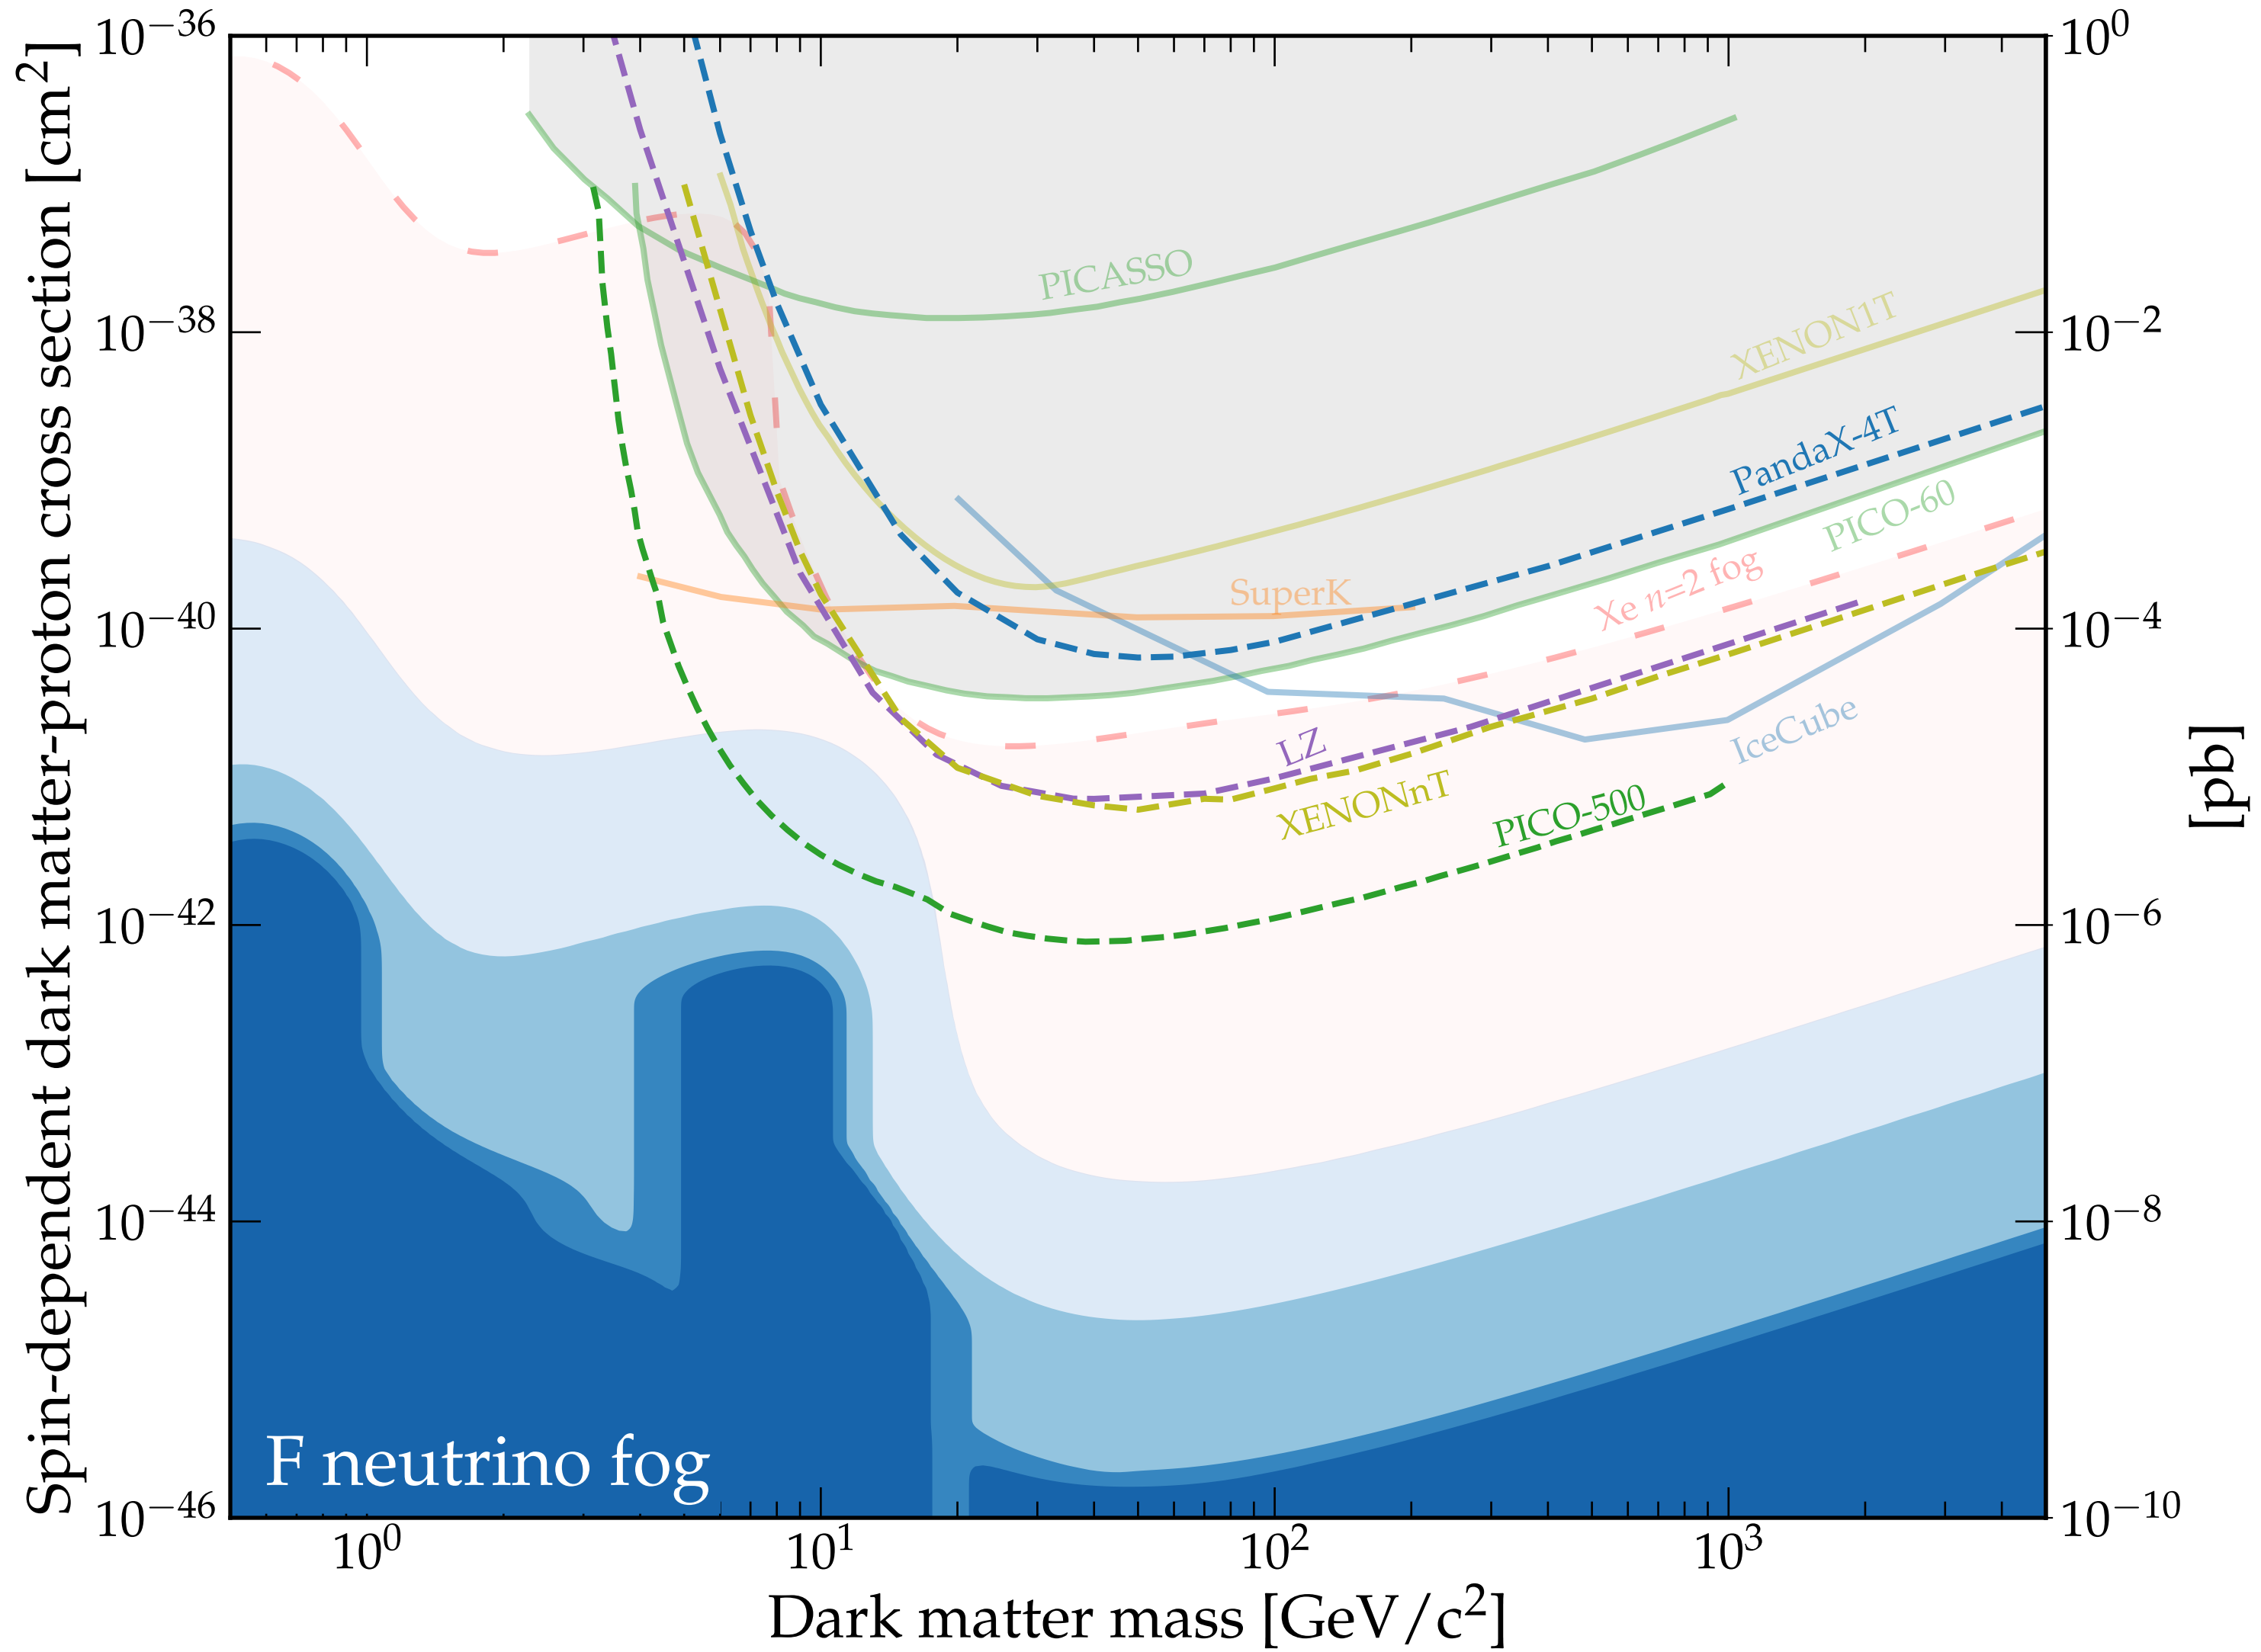 Spin-dependent dark matter-proton cross section [cm²]
10⁻³⁶
10⁻³⁸
10⁻⁴⁰
10⁻⁴²
10⁻⁴⁴
10⁻⁴⁶
10⁰
10⁻²
10⁻⁴
10⁻⁶
10⁻⁸
10⁻¹⁰
[pb]
PICASSO
XENON1T
PandaX-4T
PICO-60
Xe n=2 fog
SuperK
IceCube
LZ
XENONnT
PICO-500
F neutrino fog
10⁰
10¹
10²
10³
Dark matter mass [GeV/c²]